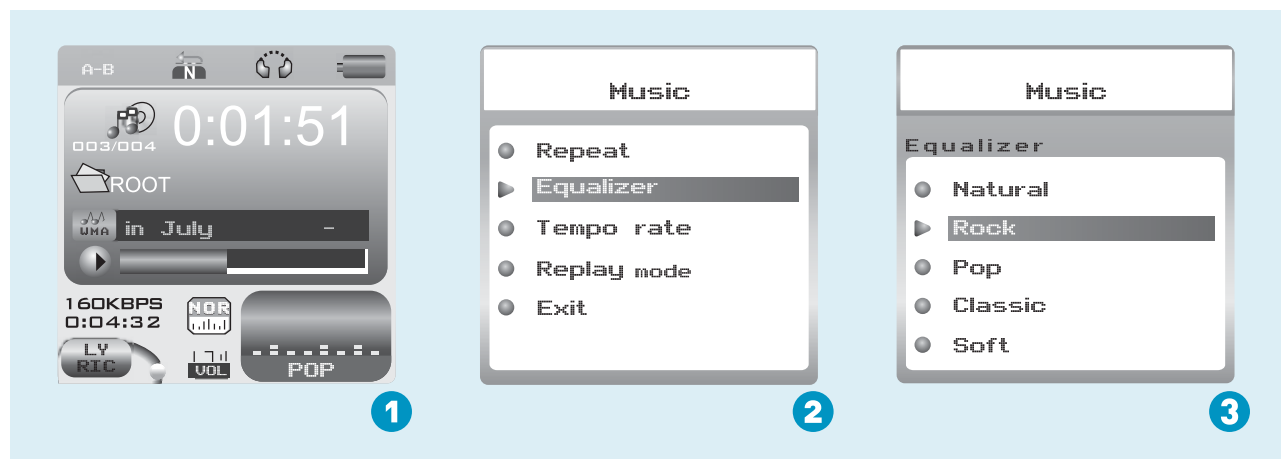 A-B N
0:01:51
003/004
ROOT
WMA in July -
160KBPS
0:04:32
NOR
LY
RIC
VOL
POP
1
Music
Repeat
Equalizer
Tempo rate
Replay mode
Exit
2
Music
Equalizer
Natural
Rock
Pop
Classic
Soft
3